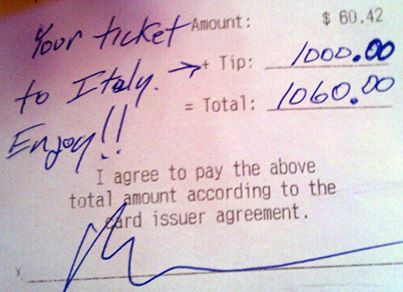 Your ticket
to Italy.
Enjoy!!
Amount: $ 60.42
+ Tip: 1000.00
= Total: 1060.00
I agree to pay the above
total amount according to the
card issuer agreement.
x